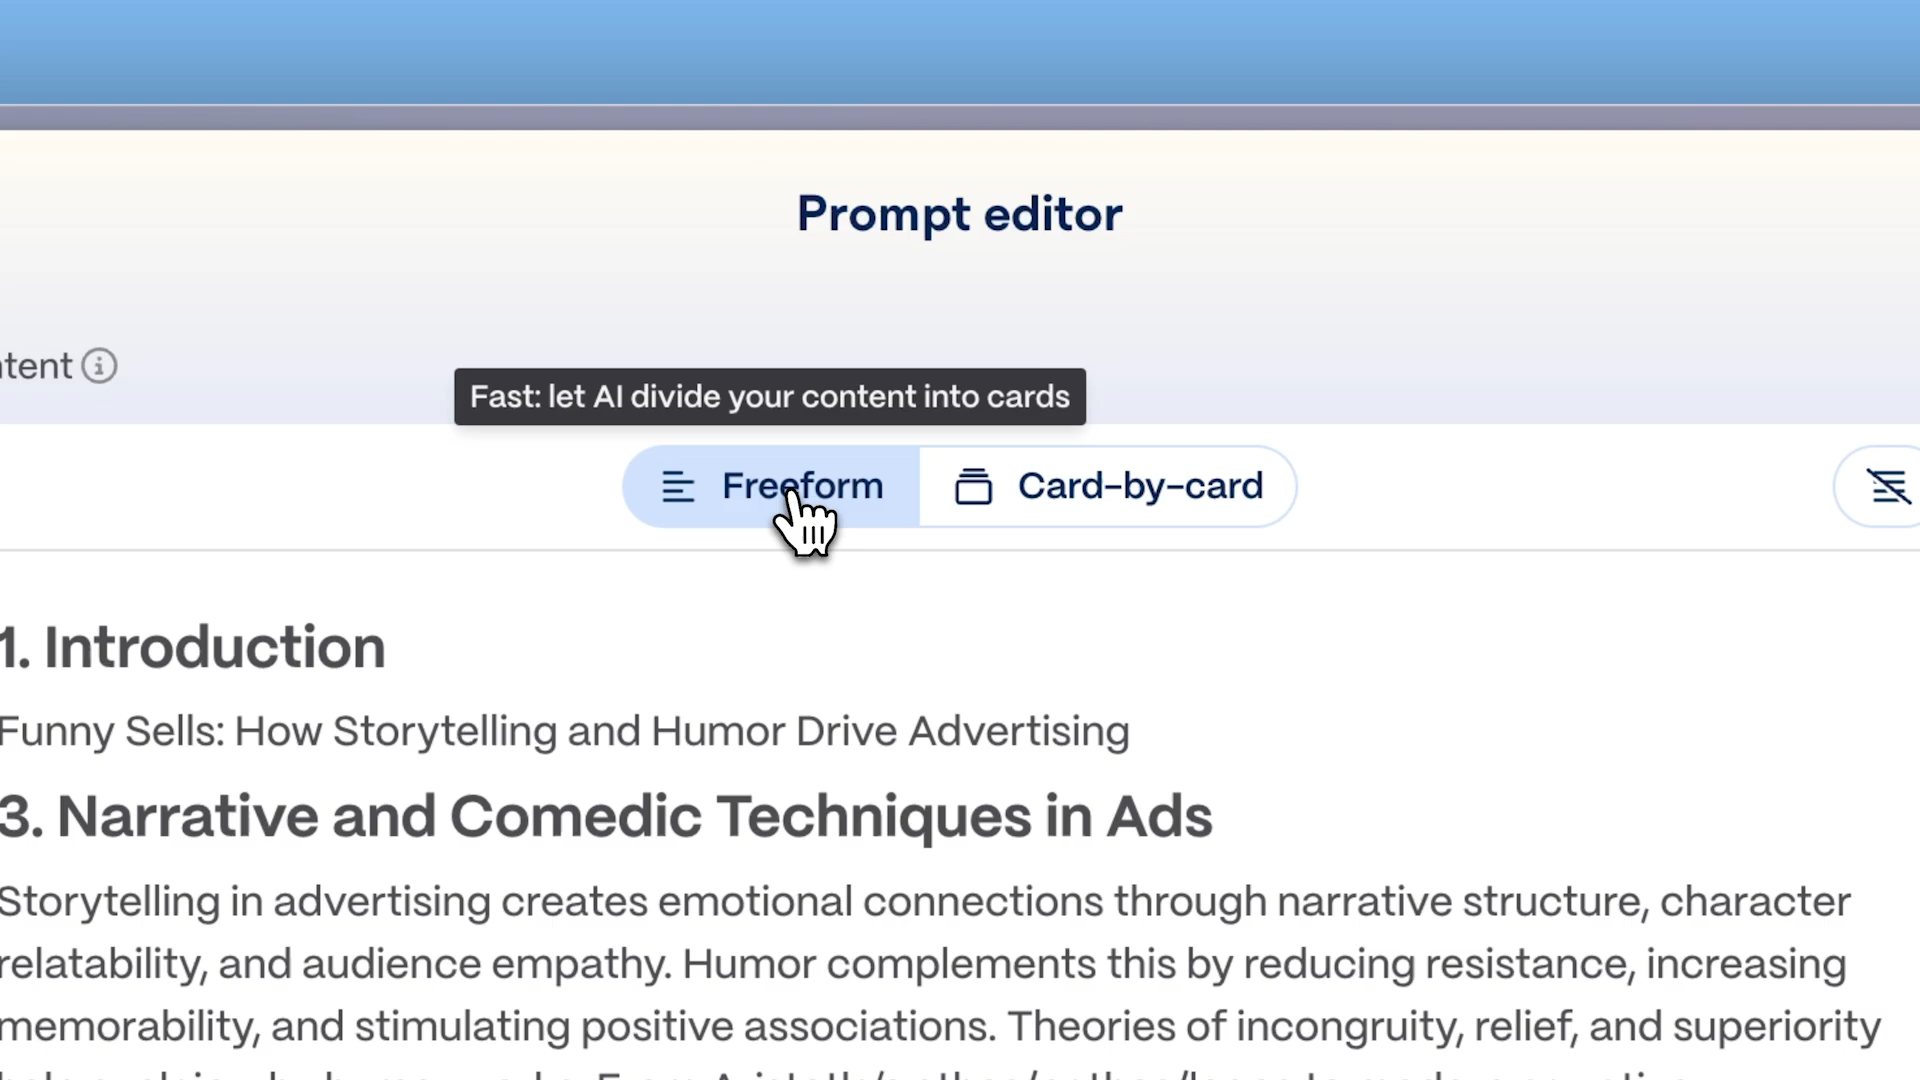 Prompt editor
Fast: let AI divide your content into cards
Freeform
Card-by-card
1. Introduction
Funny Sells: How Storytelling and Humor Drive Advertising
3. Narrative and Comedic Techniques in Ads
Storytelling in advertising creates emotional connections through narrative structure, character
relatability, and audience empathy. Humor complements this by reducing resistance, increasing
memorability, and stimulating positive associations. Theories of incongruity, relief, and superiority